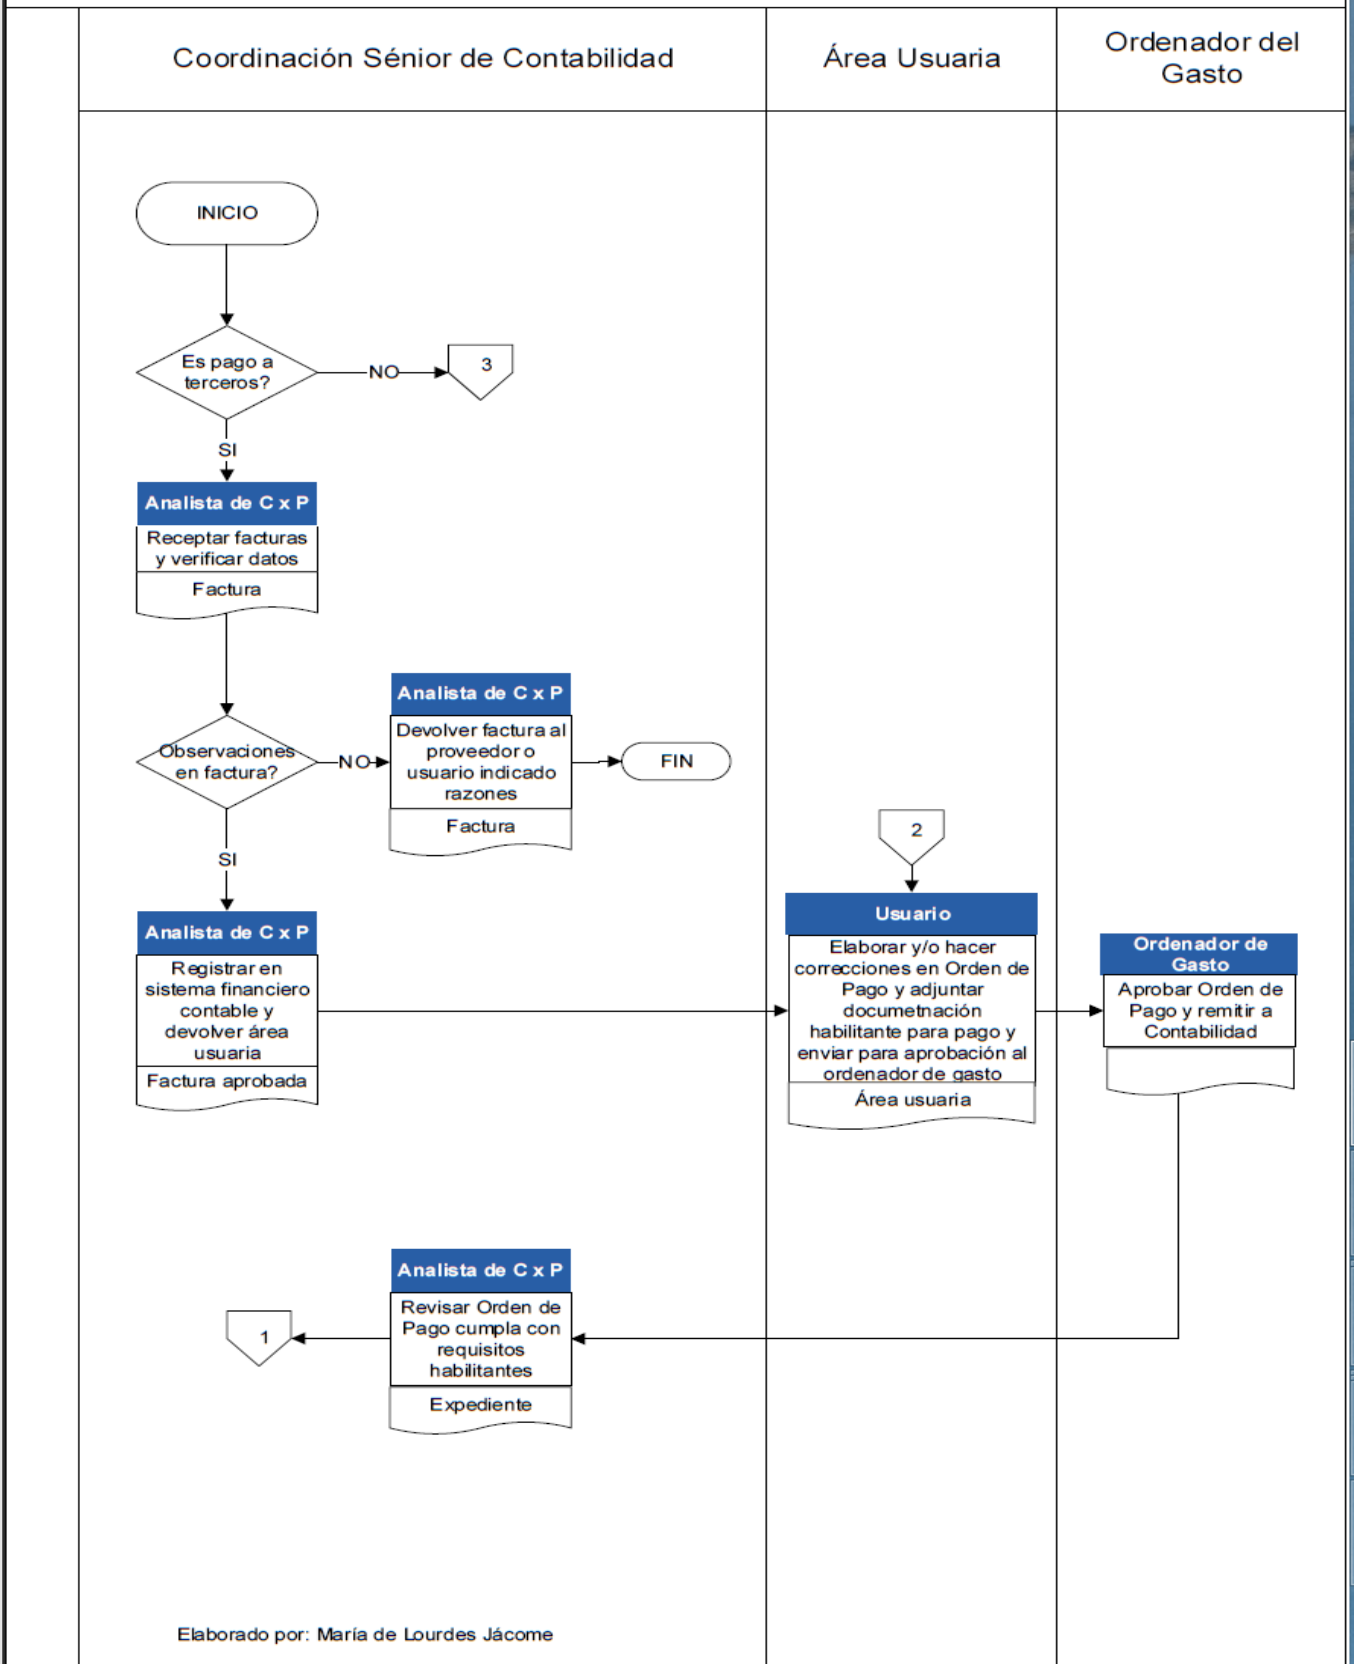 Coordinación Sénior de Contabilidad
Área Usuaria
Ordenador del
Gasto
INICIO
Es pago a
terceros?
NO
3
SI
Analista de C x P
Receptar facturas
y verificar datos
Factura
Observaciones
en factura?
NO
Analista de C x P
Devolver factura al
proveedor o
usuario indicado
razones
Factura
FIN
SI
Analista de C x P
Registrar en
sistema financiero
contable y
devolver área
usuaria
Factura aprobada
2
Usuario
Elaborar y/o hacer
correcciones en Orden de
Pago y adjuntar
documetnación
habilitante para pago y
enviar para aprobación al
ordenador de gasto
Área usuaria
Ordenador de
Gasto
Aprobar Orden de
Pago y remitir a
Contabilidad
Analista de C x P
Revisar Orden de
Pago cumpla con
requisitos
habilitantes
Expediente
1
Elaborado por: María de Lourdes Jácome